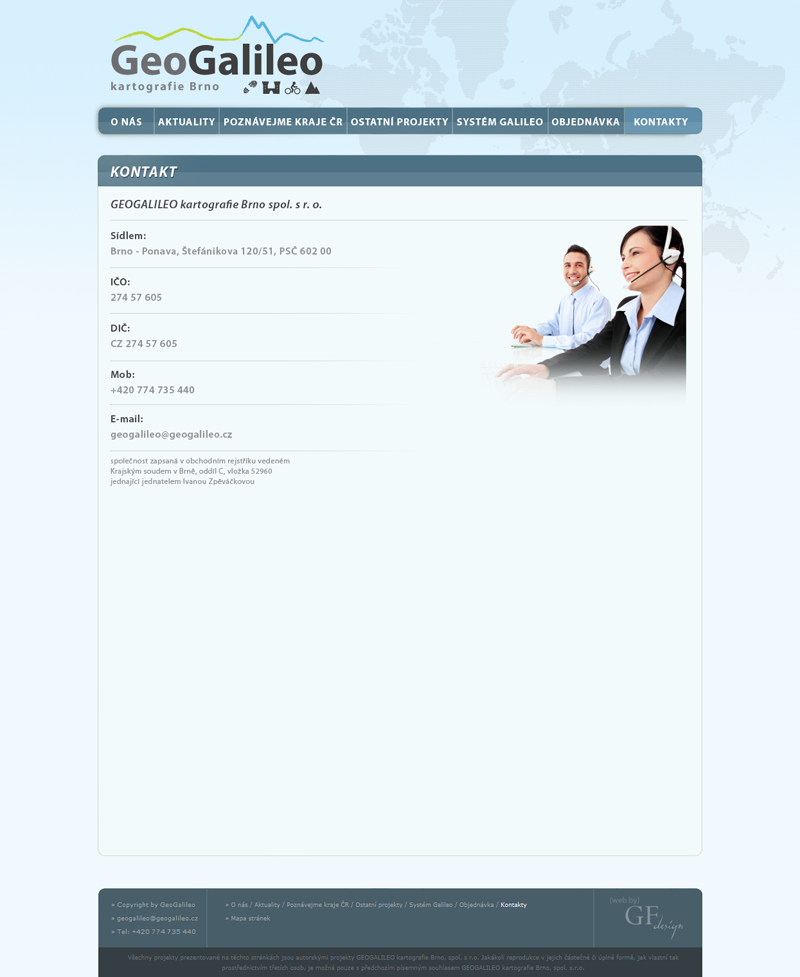 GeoGalileo
kartografie Brno
O NÁS
AKTUALITY
POZNÁVEJME KRAJE ČR
OSTATNÍ PROJEKTY
SYSTÉM GALILEO
OBJEDNÁVKA
KONTAKTY
KONTAKT
GEOGALILEO kartografie Brno spol. s r. o.
Sídlem:
Brno - Ponava, Štefánikova 120/51, PSČ 602 00
IČO:
274 57 605
DIČ:
CZ 274 57 605
Mob:
+420 774 735 440
E-mail:
geogalileo@geogalileo.cz
společnost zapsaná v obchodním rejstříku vedeném
Krajským soudem v Brně, oddíl C, vložka 52960
jednající jednatelem Ivanou Zpěváčkovou
» Copyright by GeoGalileo
» geogalileo@geogalileo.cz
» Tel: +420 774 735 440
» O nás / Aktuality / Poznávejme kreje ČR / Ostatní projekty / Systém Galileo / Objednávka / Kontakty
» Mapa stránek
(web by)
GF design
Všechny projekty prezentované na těchto stránkách jsou autorskými projekty GEOGALILEO kartografie Brno, spol. s r.o. Jakákoli reprodukce v jejich částečné či úplné formě, jak vlastní tak
prostřednictvím třetích osob, je možná pouze s předchozím písemným souhlasem GEOGALILEO kartografie Brno, spol. s.r.o.